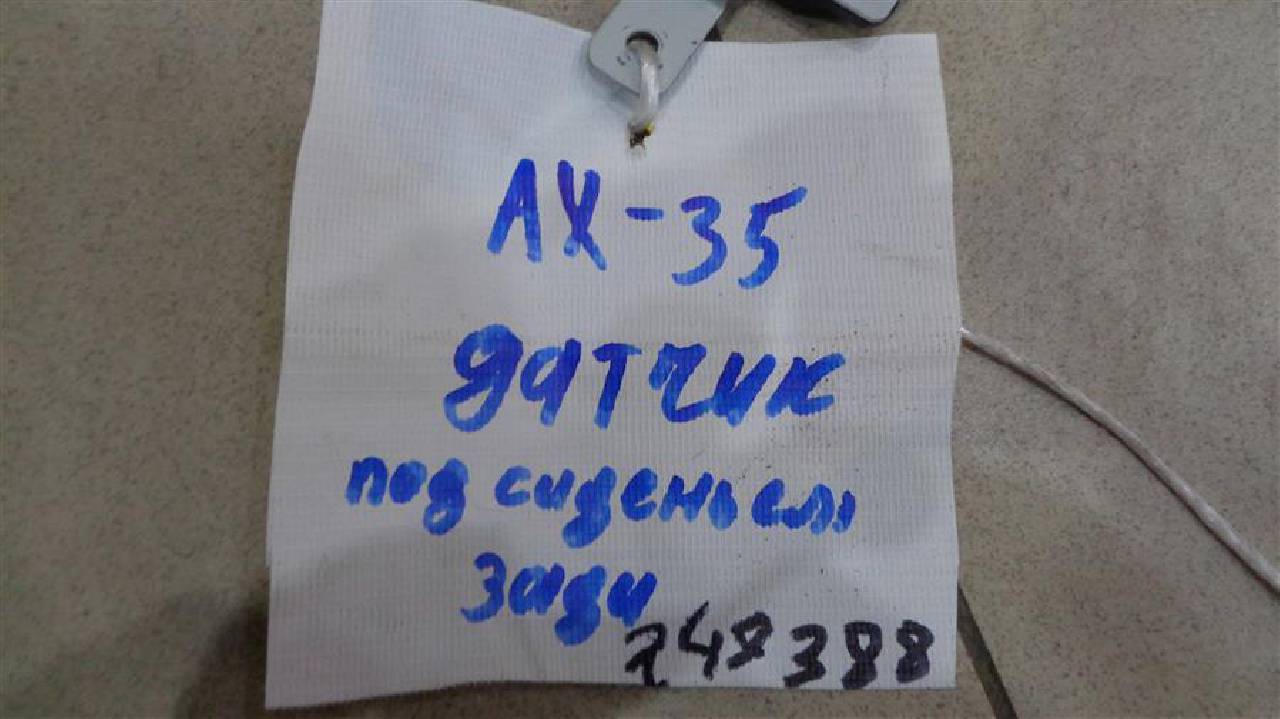 АХ-35
датчик
под сиденьем
зади
248388